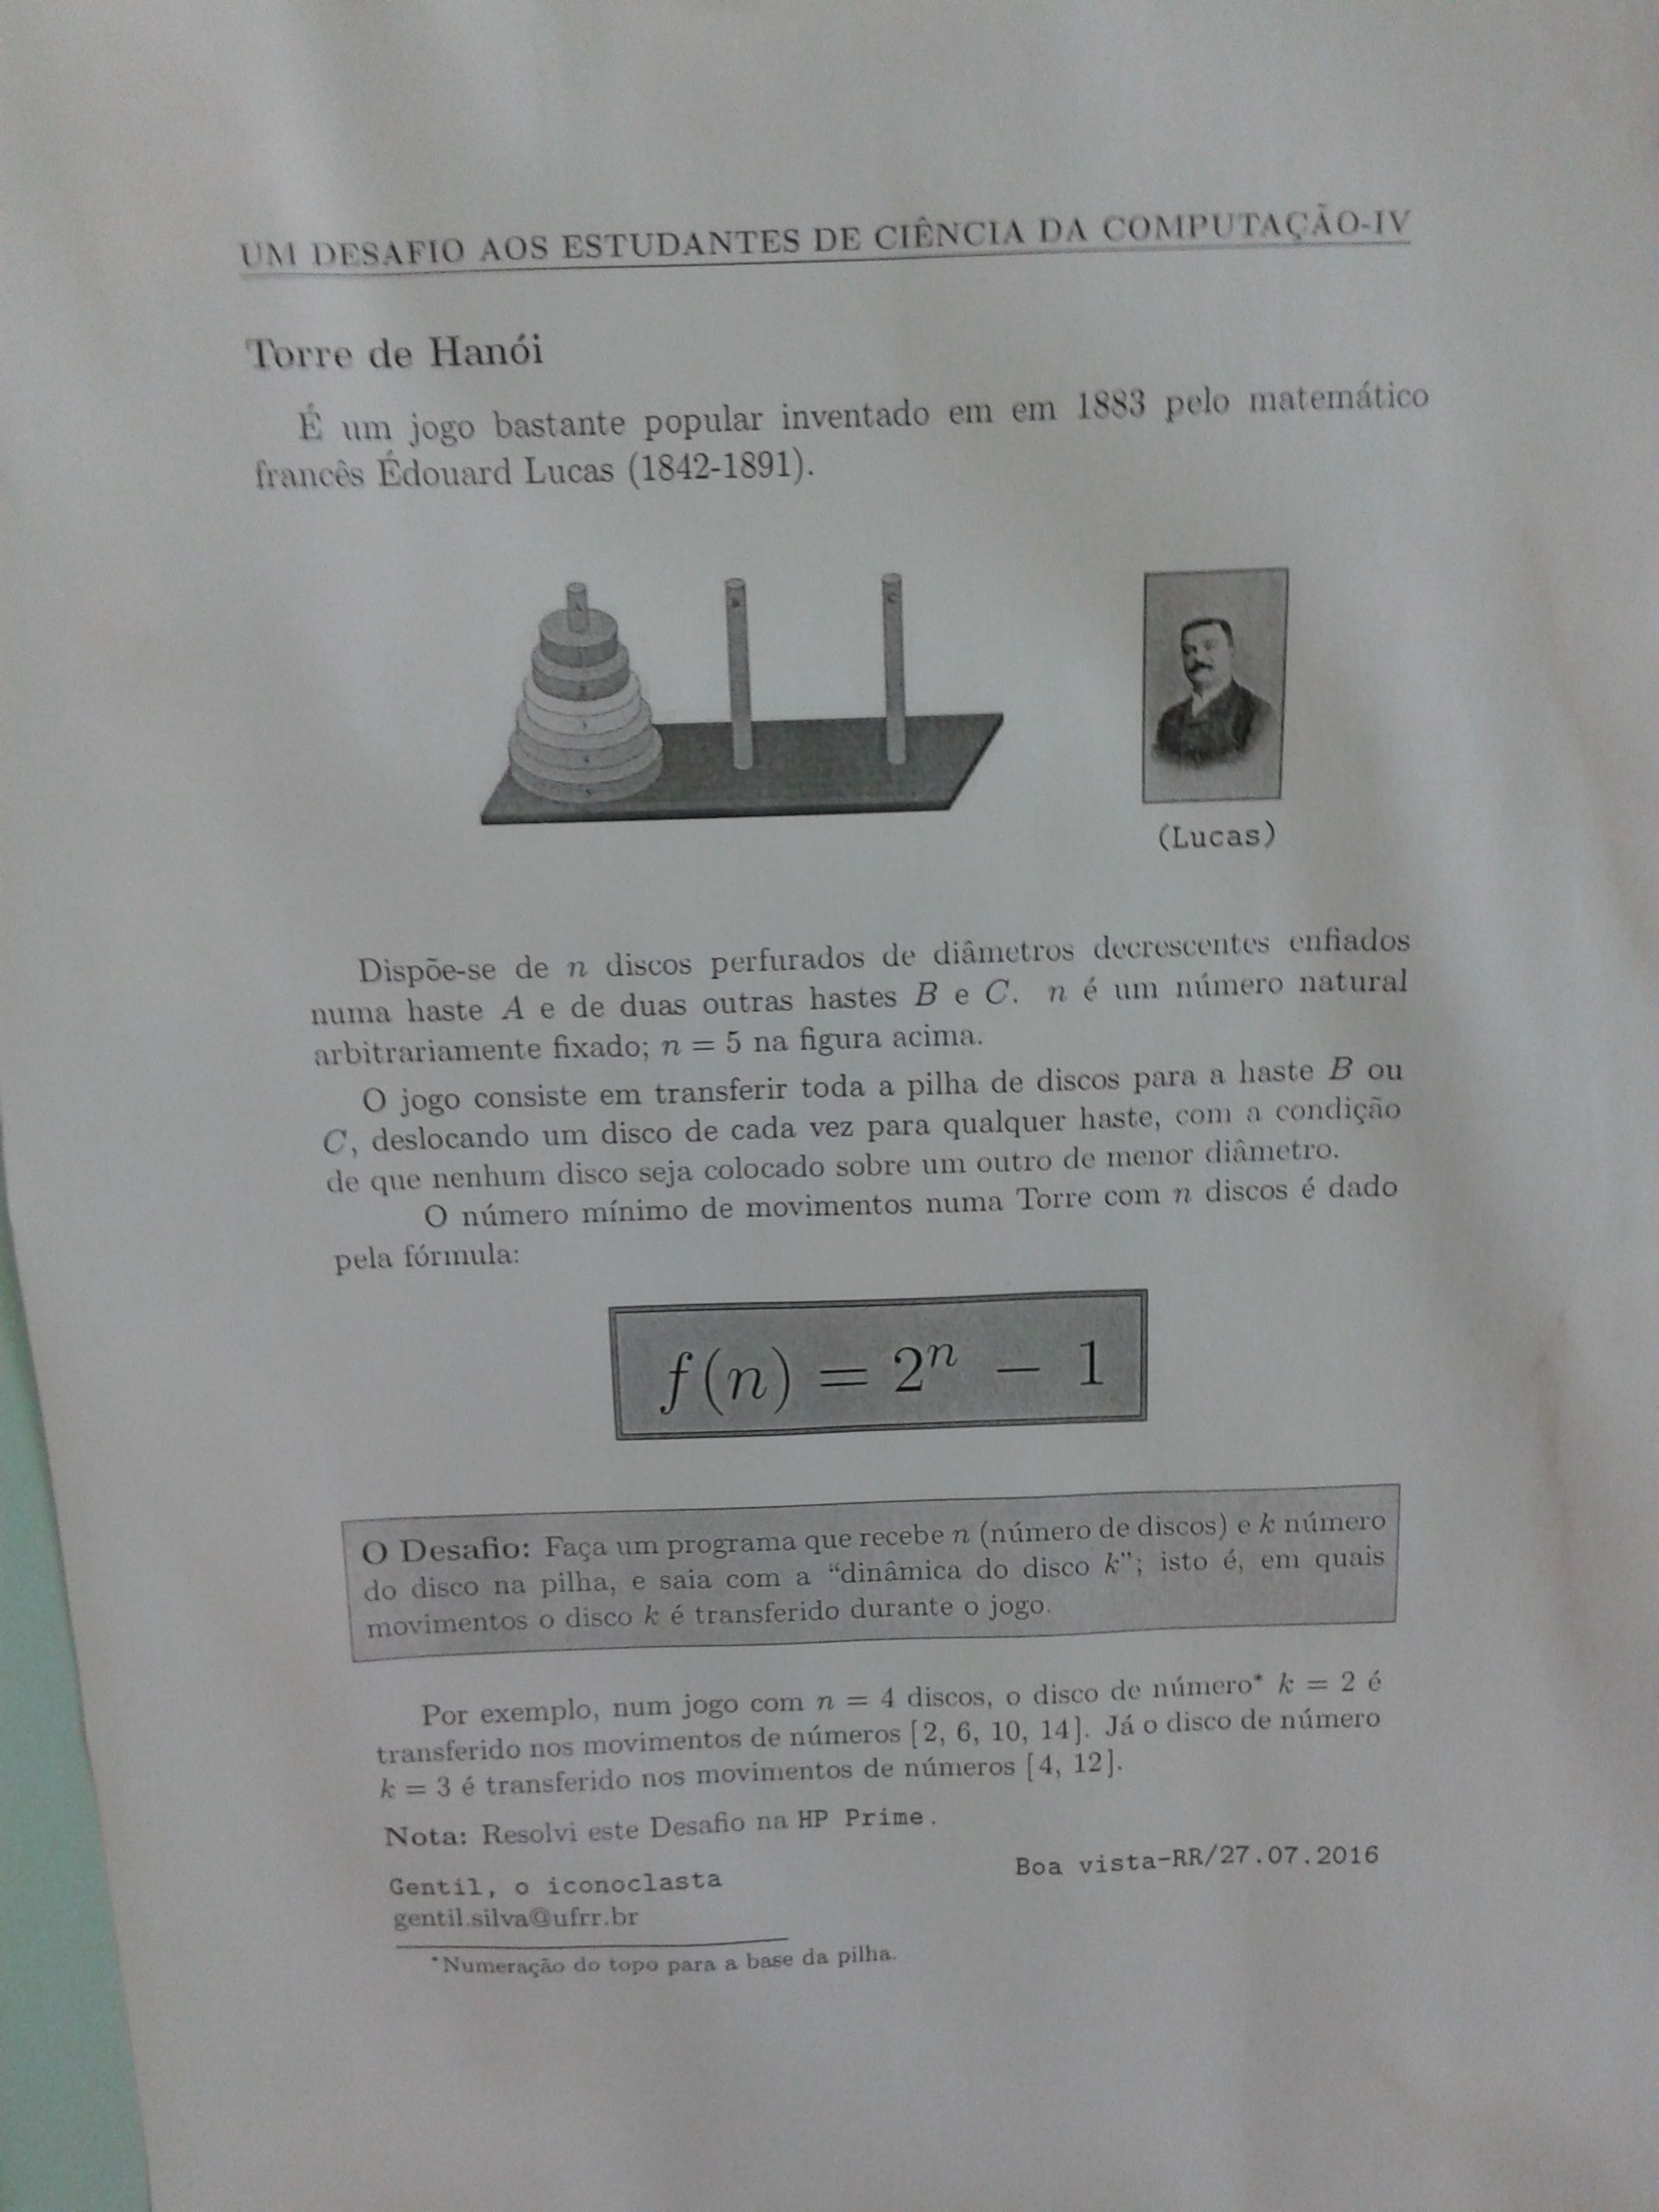 UM DESAFIO AOS ESTUDANTES DE CIÊNCIA DA COMPUTAÇÃO-IV
Torre de Hanói
É um jogo bastante popular inventado em em 1883 pelo matemático
francês Édouard Lucas (1842-1891).
A B C
1
2
3
4
5
(Lucas)
Dispõe-se de n discos perfurados de diâmetros decrescentes enfiados
numa haste A e de duas outras hastes B e C. n é um número natural
arbitrariamente fixado; n = 5 na figura acima.
O jogo consiste em transferir toda a pilha de discos para a haste B ou
C, deslocando um disco de cada vez para qualquer haste, com a condição
de que nenhum disco seja colocado sobre um outro de menor diâmetro.
O número mínimo de movimentos numa Torre com n discos é dado
pela fórmula:
f(n) = 2ⁿ − 1
O Desafio: Faça um programa que recebe n (número de discos) e k número
do disco na pilha, e saia com a “dinâmica do disco k”; isto é, em quais
movimentos o disco k é transferido durante o jogo.
Por exemplo, num jogo com n = 4 discos, o disco de número* k = 2 é
transferido nos movimentos de números [2, 6, 10, 14]. Já o disco de número
k = 3 é transferido nos movimentos de números [4, 12].
Nota: Resolvi este Desafio na HP Prime.
Boa vista-RR/27.07.2016
Gentil, o iconoclasta
gentil.silva@ufrr.br
*Numeração do topo para a base da pilha.